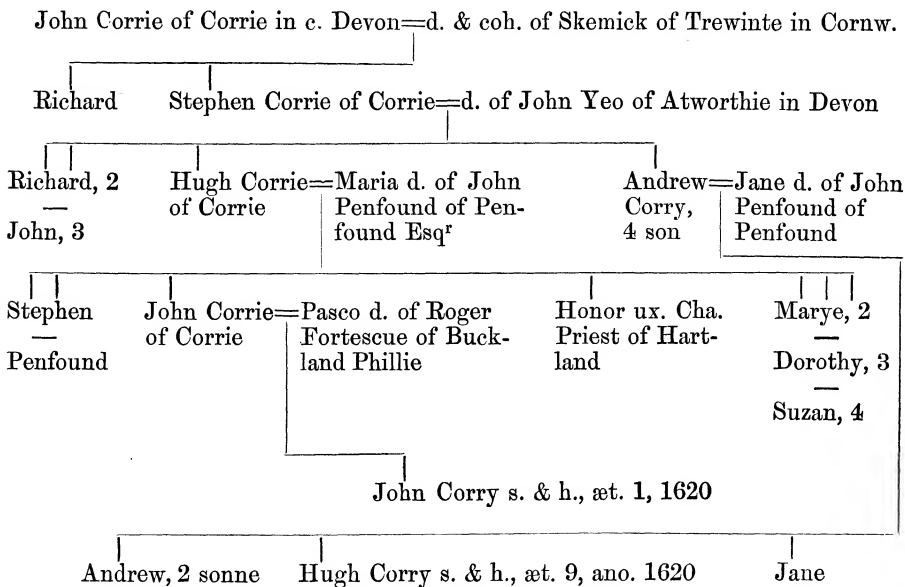 John Corrie of Corrie in c. Devon=d. & coh. of Skemick of Trewinte in Cornw.
Richard Stephen Corrie of Corrie=d. of John Yeo of Atworthie in Devon
Richard, 2 Hugh Corrie=Maria d. of John Andrew=Jane d. of John
of Corrie Penfound of Pen- Corry, Penfound of
John, 3 found Esqr 4 son Penfound
Stephen John Corrie=Pasco d. of Roger Honor ux. Cha. Marye, 2
of Corrie Fortescue of Buck- Priest of Hart-
Penfound land Phillie land Dorothy, 3
Suzan, 4
John Corry s. & h., æt. 1, 1620
Andrew, 2 sonne Hugh Corry s. & h., æt. 9, ano. 1620 Jane